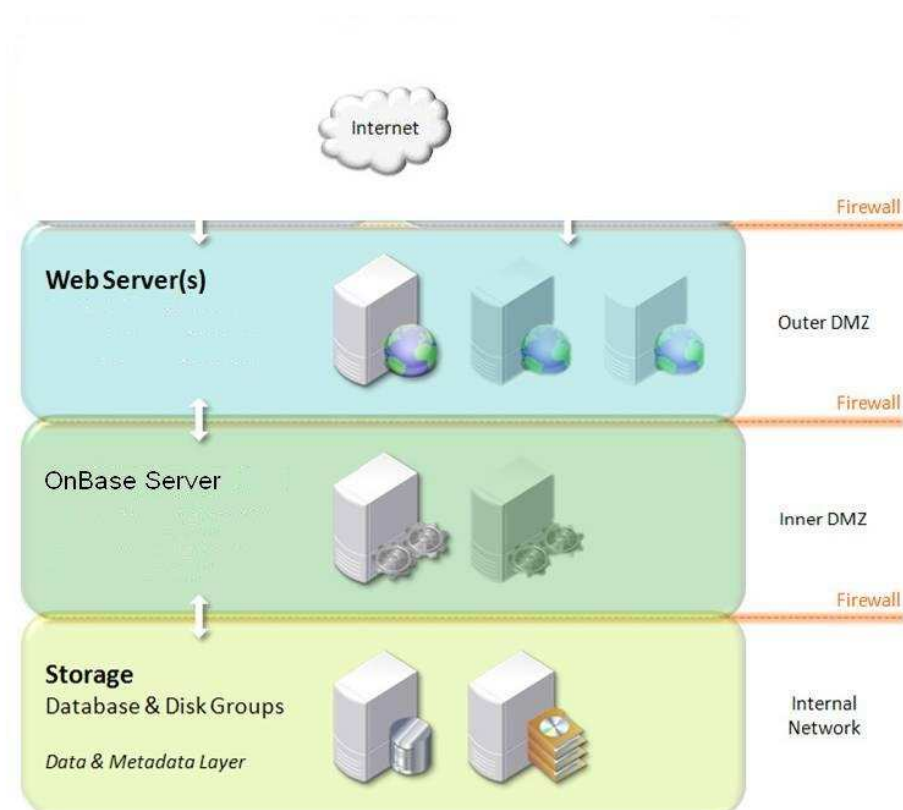 Internet
Firewall
Web Server(s)
Outer DMZ
Firewall
OnBase Server
Inner DMZ
Firewall
Storage
Database & Disk Groups
Data & Metadata Layer
Internal
Network